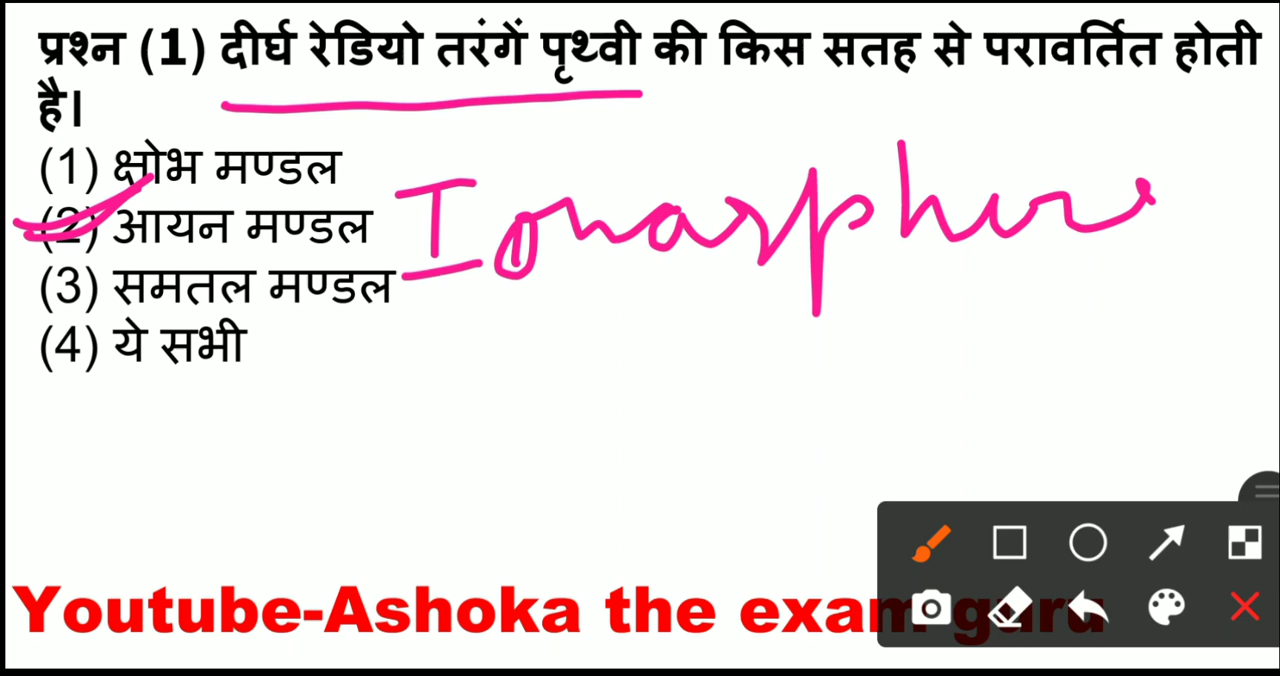 प्रश्न (1) दीर्घ रेडियो तरंगें पृथ्वी की किस सतह से परावर्तित होती
है।
(1) क्षोभ मण्डल
(2) आयन मण्डल Ionasphere
(3) समतल मण्डल
(4) ये सभी
Youtube-Ashoka the exam guru